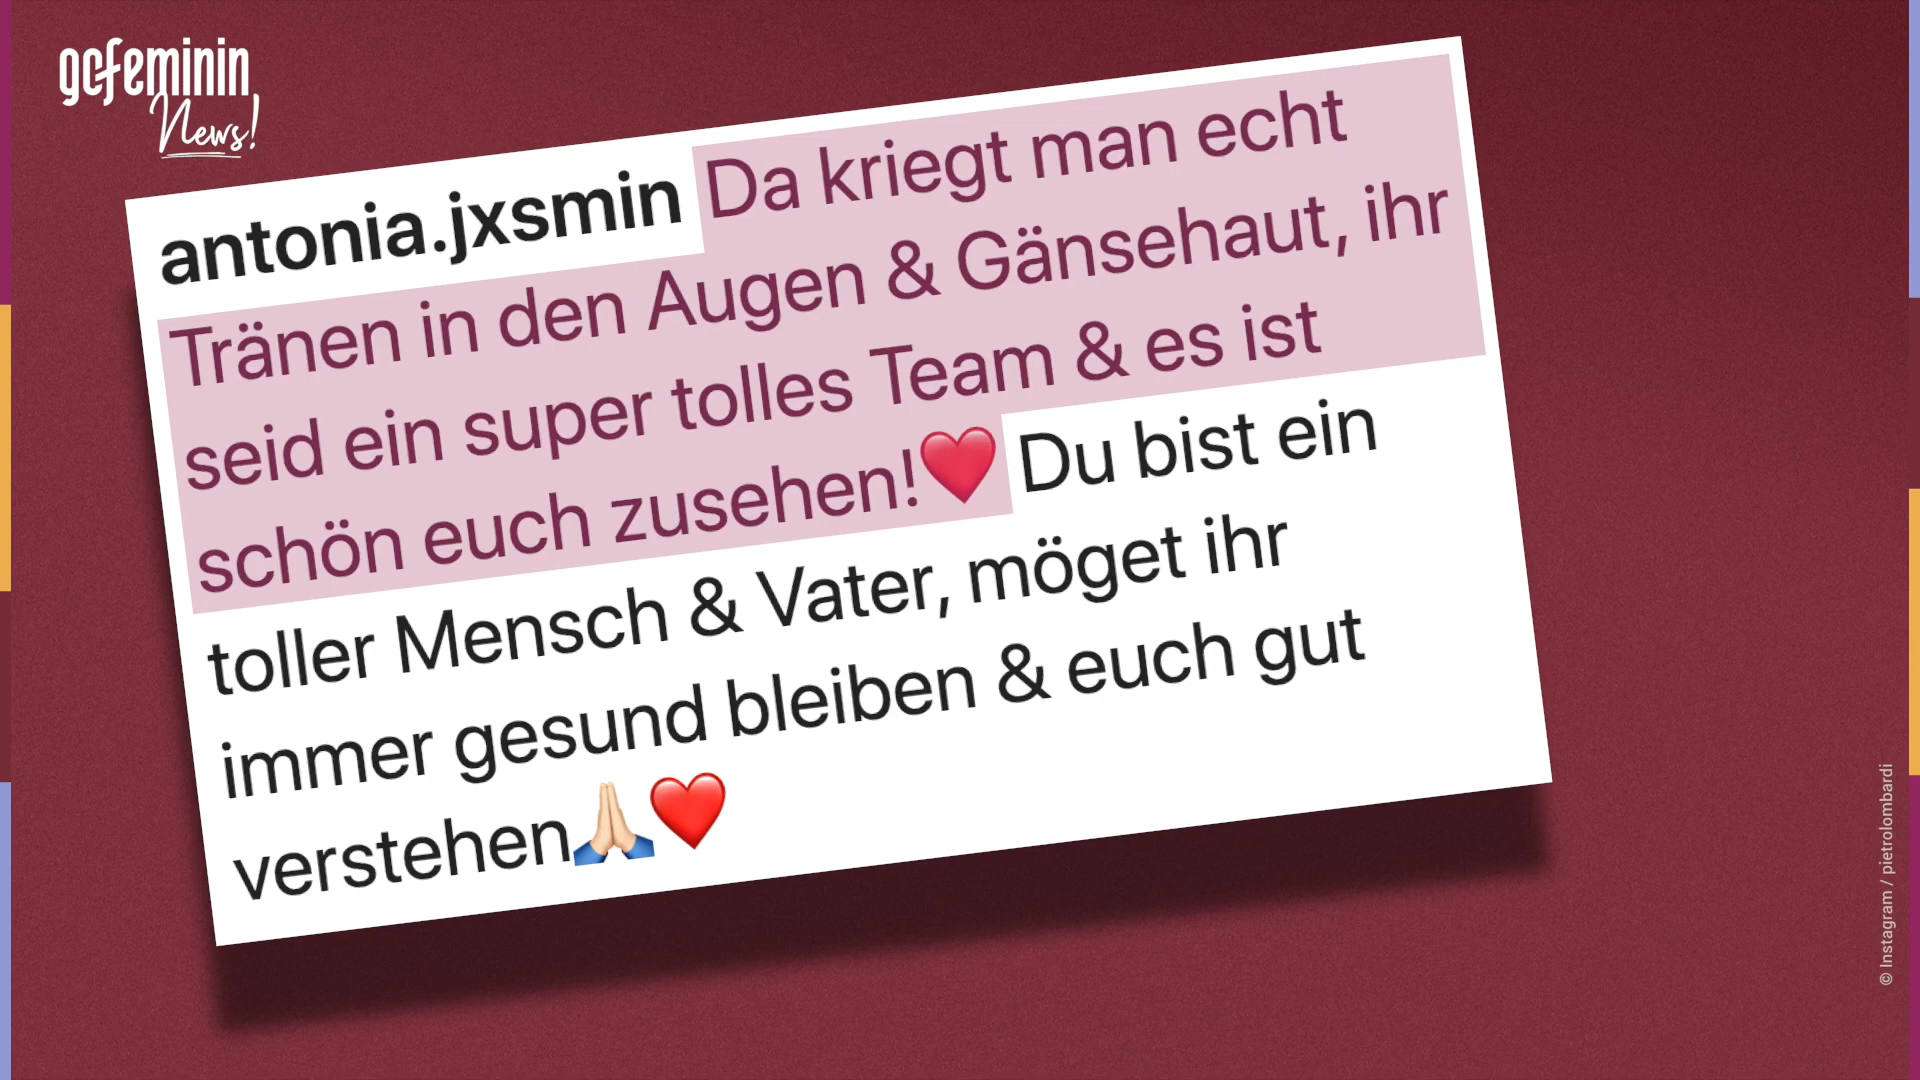 gofeminin
News!
antonia.jxsmin Da kriegt man echt
Tränen in den Augen & Gänsehaut, ihr
seid ein super tolles Team & es ist
schön euch zusehen!❤️ Du bist ein
toller Mensch & Vater, möget ihr
immer gesund bleiben & euch gut
verstehen🙏🏻❤️
© Instagram / pietrolombardi